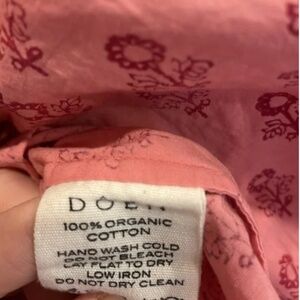 DOEN
100% ORGANIC
COTTON
HAND WASH COLD
DO NOT BLEACH
LAY FLAT TO DRY
LOW IRON
DO NOT DRY CLEAN